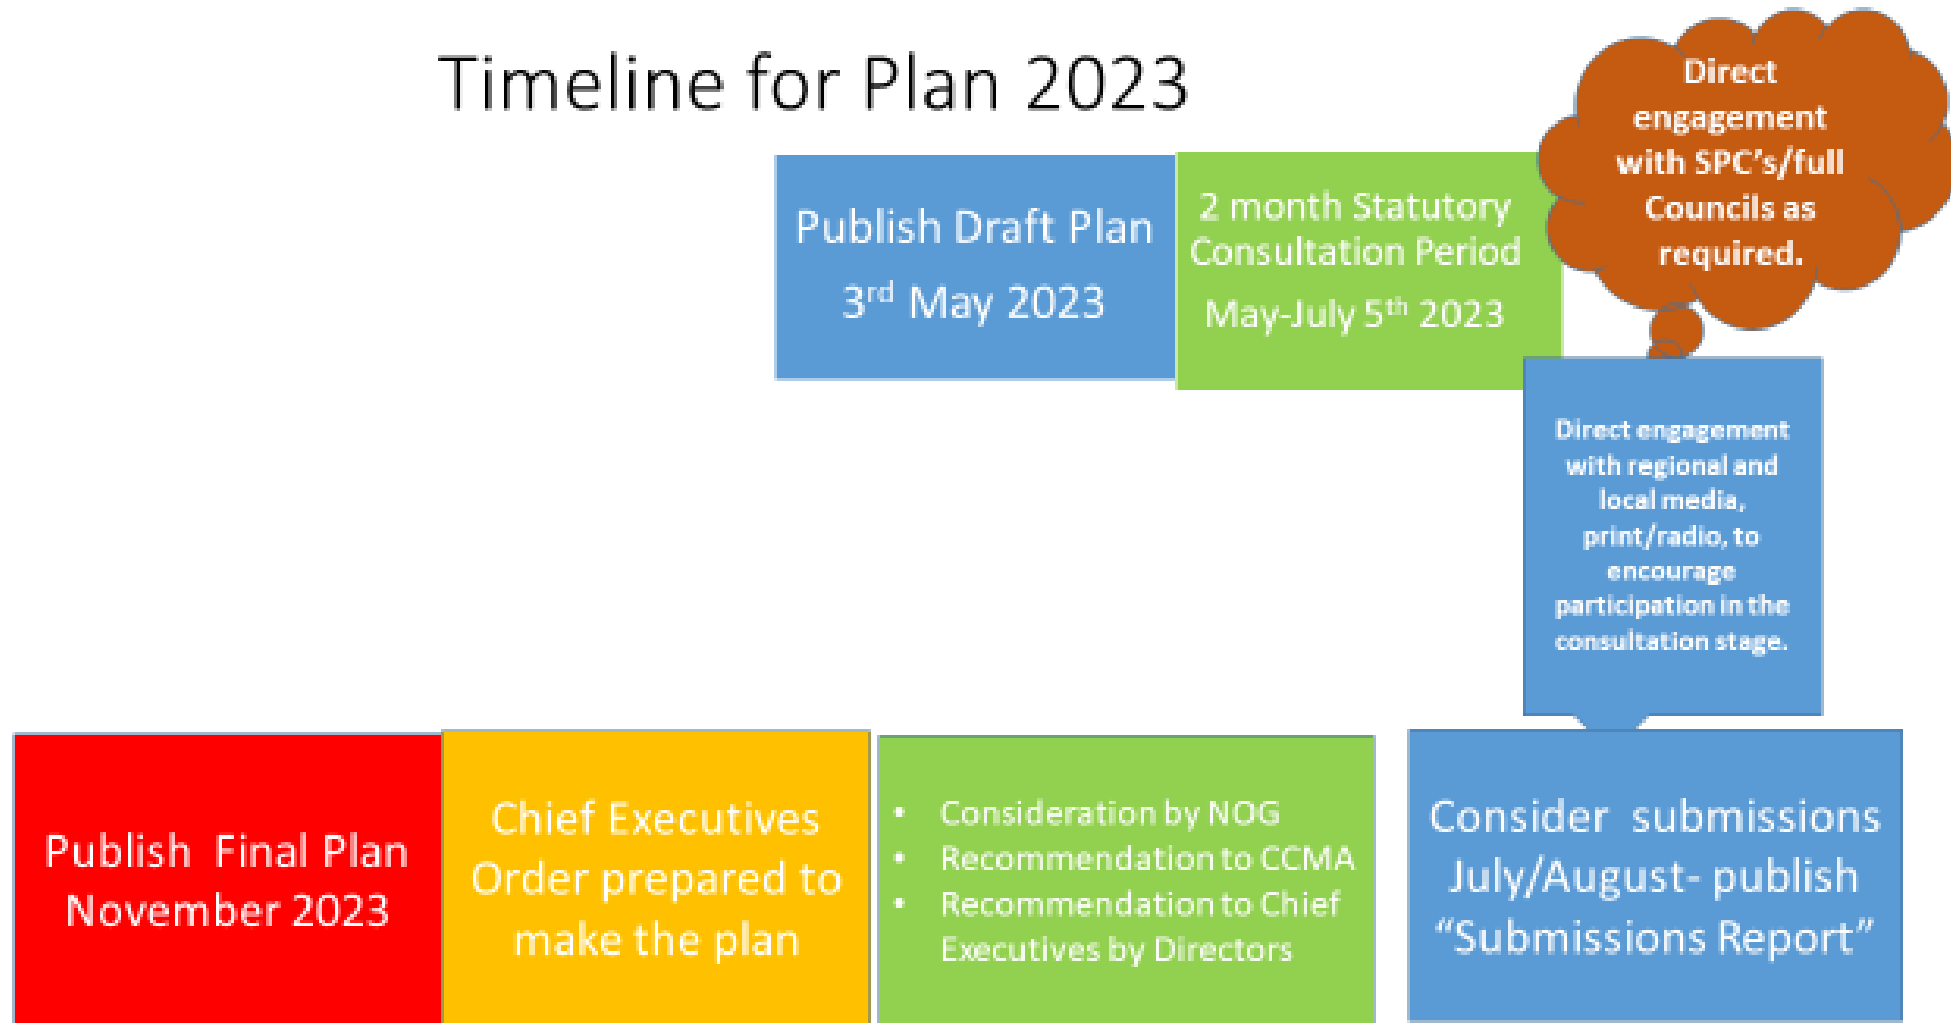 Timeline for Plan 2023
Publish Draft Plan
3rd May 2023
2 month Statutory
Consultation Period
May-July 5th 2023
Direct
engagement
with SPC's/full
Councils as
required.
Direct engagement
with regional and
local media,
print/radio, to
encourage
participation in the
consultation stage.
Consider  submissions
July/August- publish
“Submissions Report”
• Consideration by NOG
• Recommendation to CCMA
• Recommendation to Chief
Executives by Directors
Chief Executives
Order prepared to
make the plan
Publish  Final Plan
November 2023